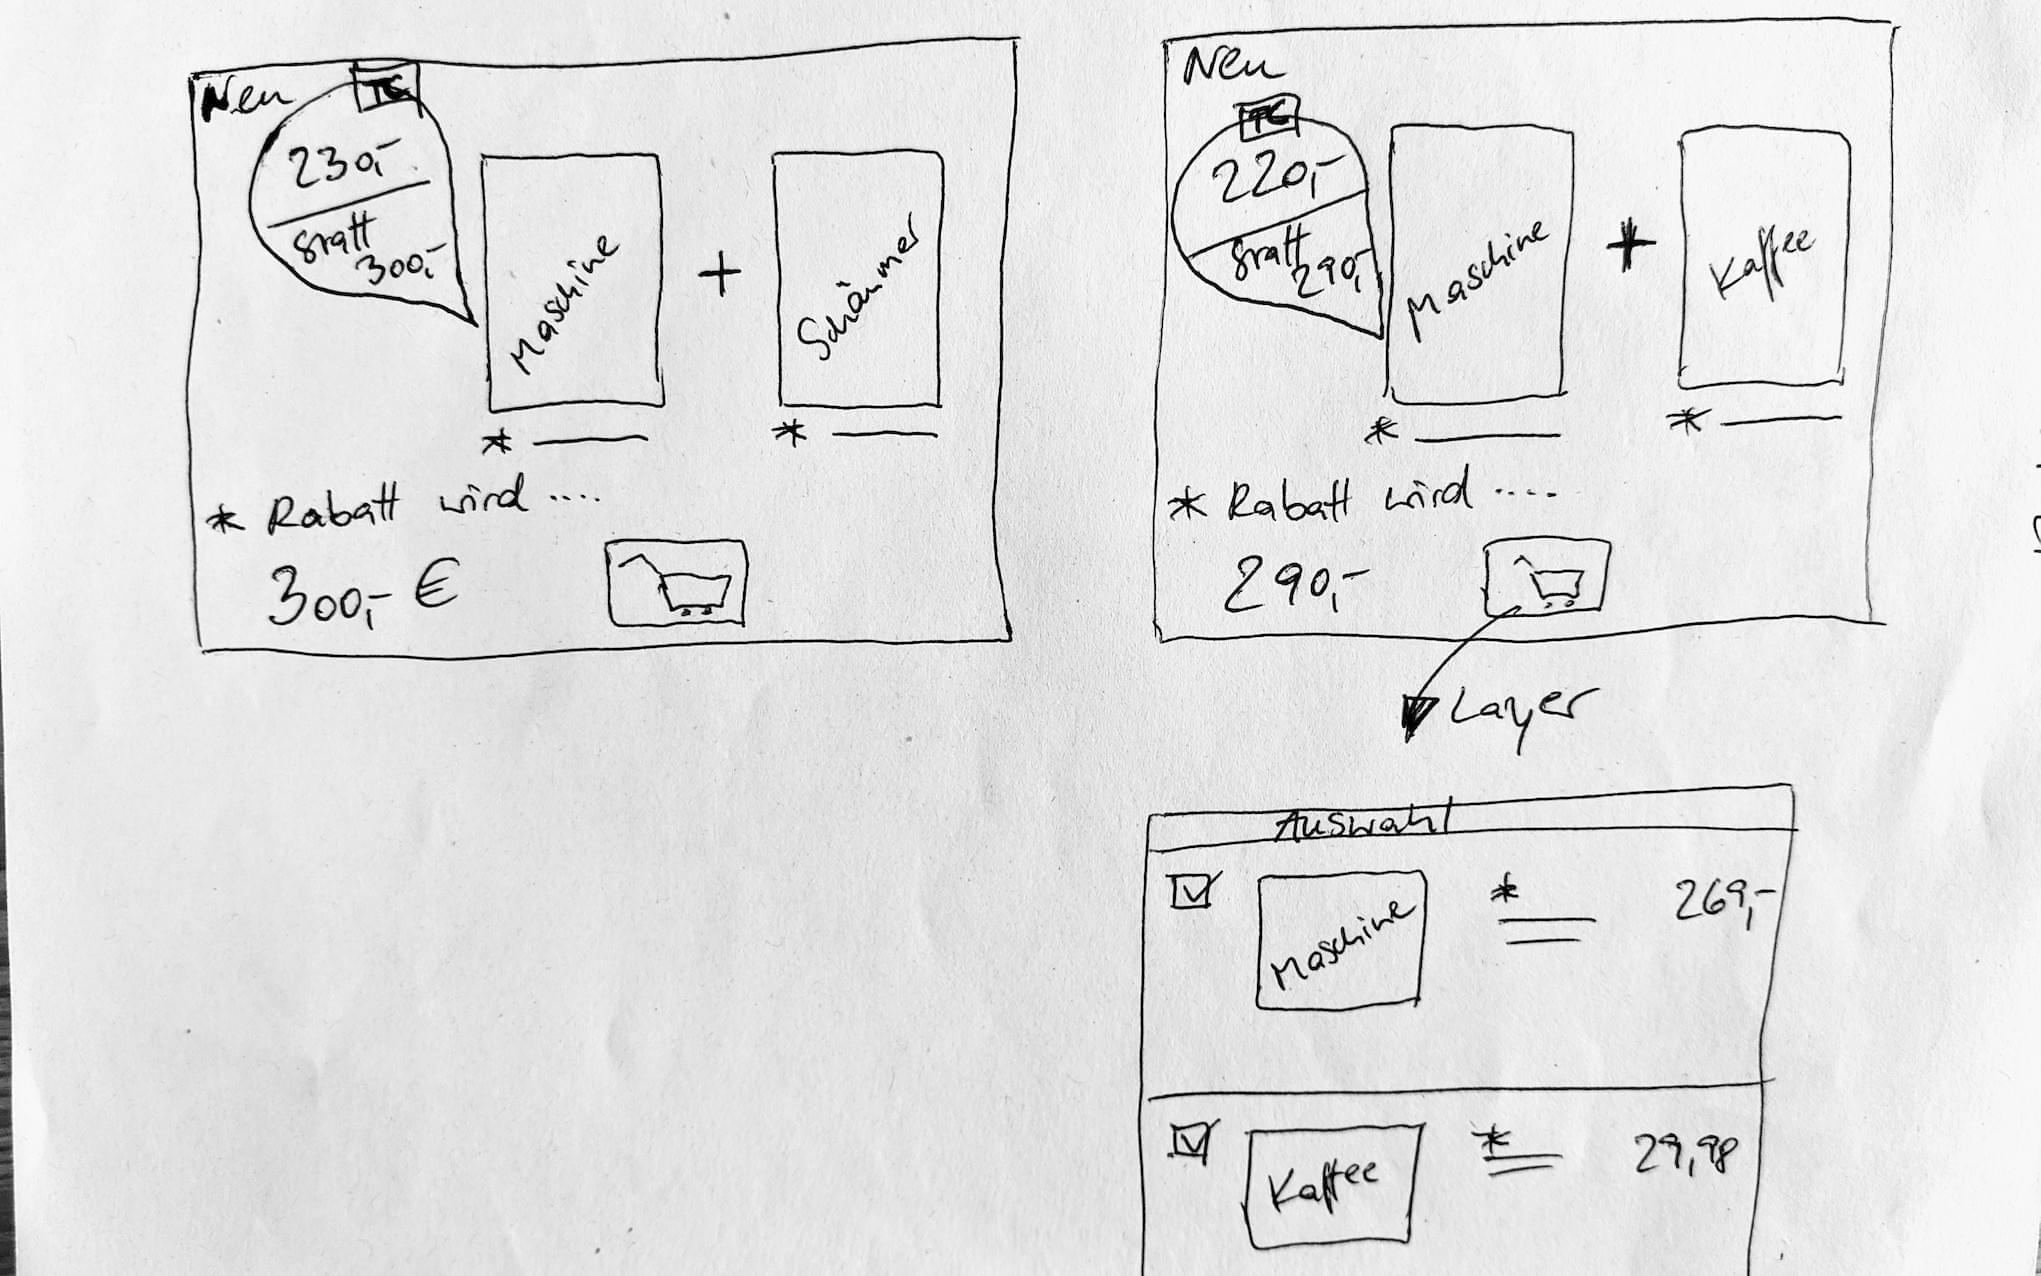 Neu
TC
230,-
statt
300,-
Maschine
+
Schäumer
*
*
* Rabatt wird ....
300,- €
Neu
TC
220,-
statt
290,-
Maschine
+
Kaffee
*
*
* Rabatt wird ....
290,-
Layer
Auswahl
Maschine
*
269,-
Kaffee
*
29,98